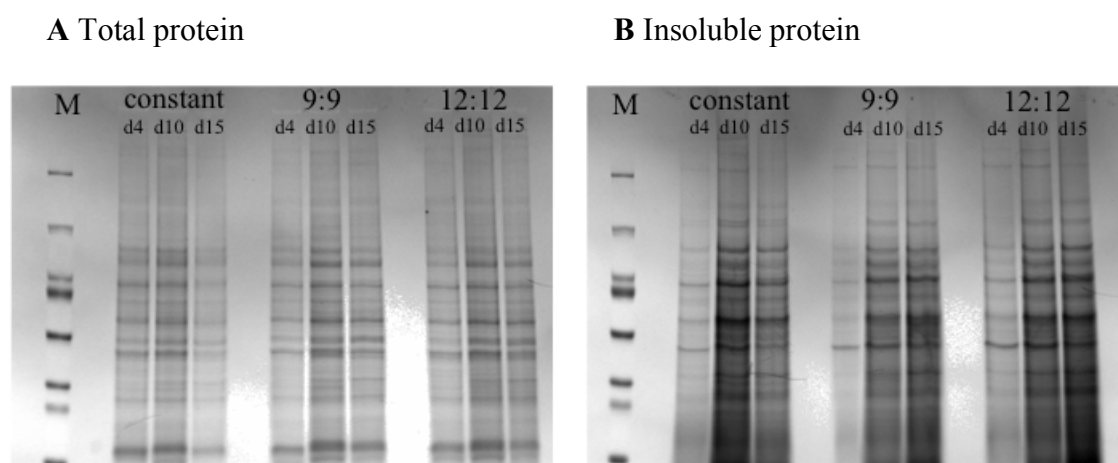 A Total protein
M constant 9:9 12:12
d4 d10 d15 d4 d10 d15 d4 d10 d15
B Insoluble protein
M constant 9:9 12:12
d4 d10 d15 d4 d10 d15 d4 d10 d15